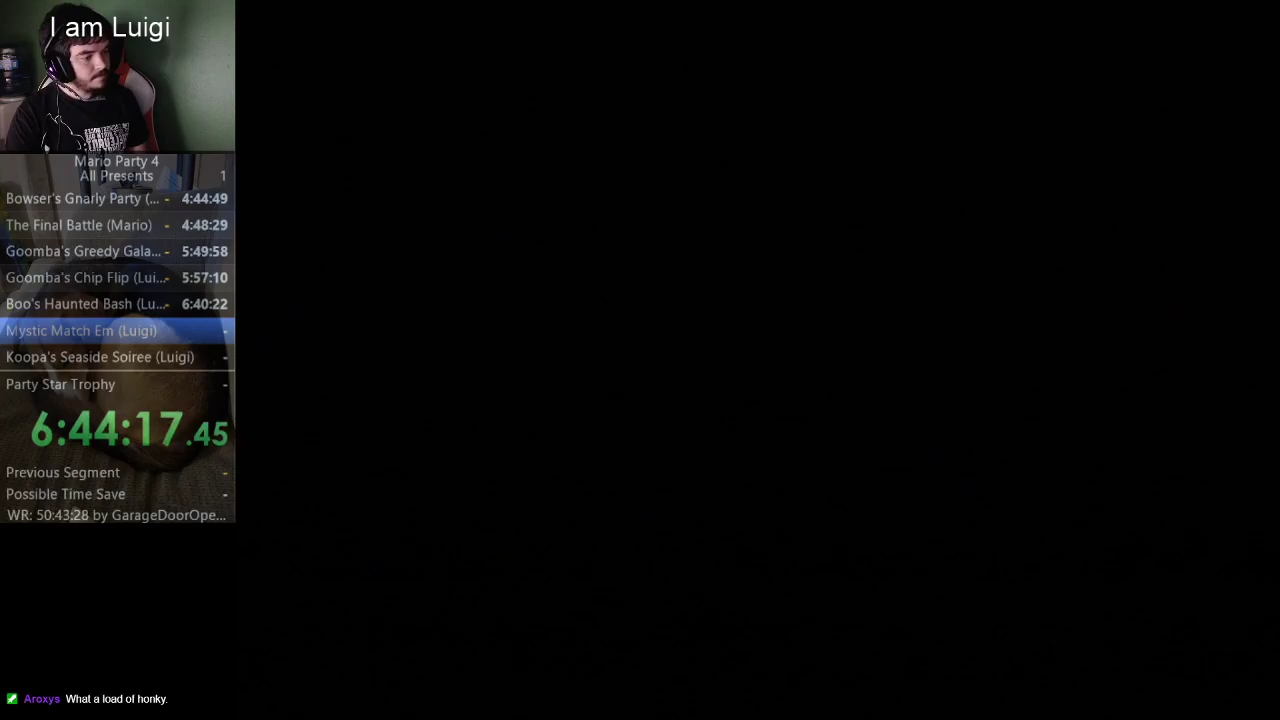 I am Luigi
Mario Party 4
All Presents 1
Bowser's Gnarly Party (... - 4:44:49
The Final Battle (Mario) - 4:48:29
Goomba's Greedy Gala... - 5:49:58
Goomba's Chip Flip (Lui... - 5:57:10
Boo's Haunted Bash (Lu... - 6:40:22
Mystic Match Em (Luigi) -
Koopa's Seaside Soiree (Luigi) -
Party Star Trophy -
6:44:17.45
Previous Segment -
Possible Time Save -
WR: 50:43:28 by GarageDoorOpe...
Aroxys What a load of honky.